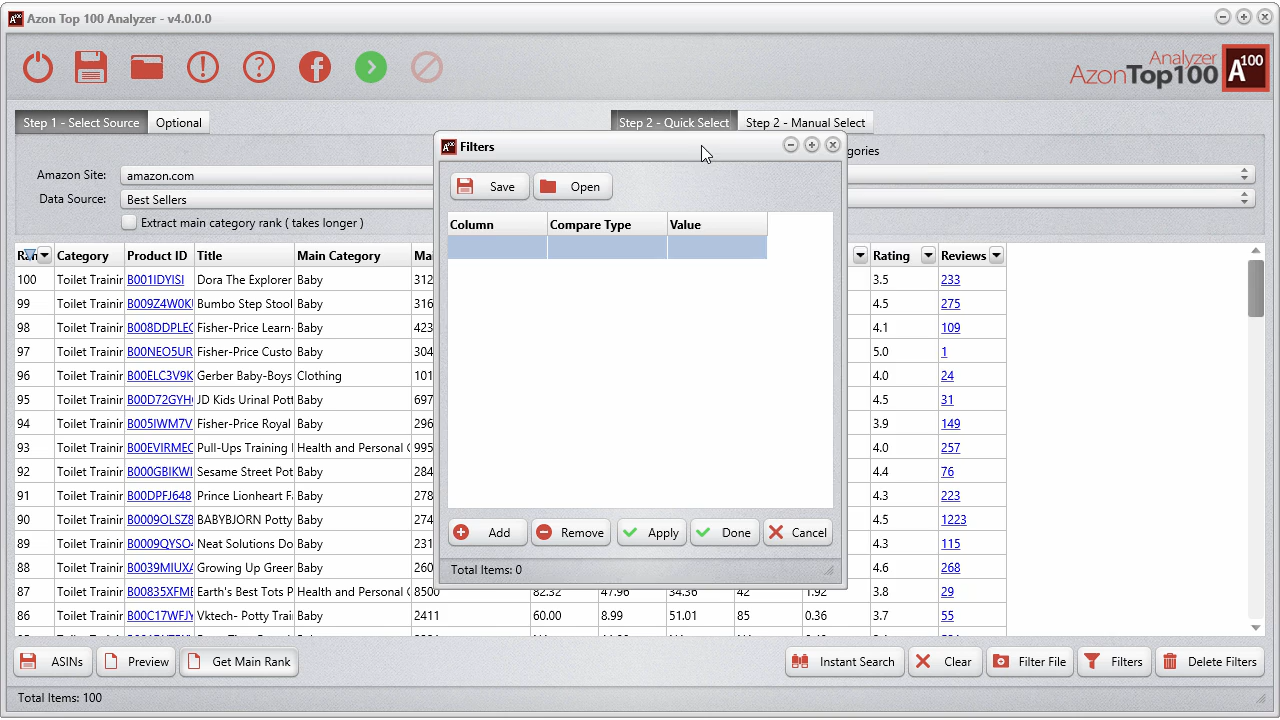 Azon Top 100 Analyzer - v4.0.0.0
Analyzer
AzonTop100
A100
Step 1 - Select Source Optional Step 2 - Quick Select Step 2 - Manual Select
Filters
Amazon Site: amazon.com
Data Source: Best Sellers
Extract main category rank ( takes longer )
Save Open
Column Compare Type Value
Category Product ID Title Main Category Rating Reviews
100 Toilet Trainir B001IDYISI Dora The Explorer Baby 312 3.5 233
99 Toilet Trainir Bumbo Step Stool Baby 316 4.5 275
98 Toilet Trainir Fisher-Price Learn- Baby 423 4.1 109
97 Toilet Trainir B00NEO5UR Fisher-Price Custo Baby 304 5.0 1
96 Toilet Trainir B00ELC3V9K Gerber Baby-Boys Clothing 101 4.0 24
95 Toilet Trainir JD Kids Urinal Pott Baby 697 4.5 31
94 Toilet Trainir B005IWM7V Fisher-Price Royal Baby 296 3.9 149
93 Toilet Trainir Pull-Ups Training Health and Personal 995 4.0 257
92 Toilet Trainir B000GBIKWI Sesame Street Pot Baby 284 4.4 76
91 Toilet Trainir B00DPFJ648 Prince Lionheart Baby 278 4.3 223
90 Toilet Trainir B0009OLSZ8 BABYBJORN Potty Baby 274 4.5 1223
89 Toilet Trainir Neat Solutions Do Baby 231 4.3 115
88 Toilet Trainir Growing Up Greer Baby 260 4.6 268
87 Toilet Trainir Earth's Best Tots P Health and Personal 8500 82.32 47.96 34.36 42 1.92 3.8 29
86 Toilet Trainir Vktech- Potty Trai Baby 2411 60.00 8.99 51.01 85 0.36 3.7 55
Add Remove Apply Done Cancel
Total Items: 0
ASINs Preview Get Main Rank Instant Search Clear Filter File Filters Delete Filters
Total Items: 100